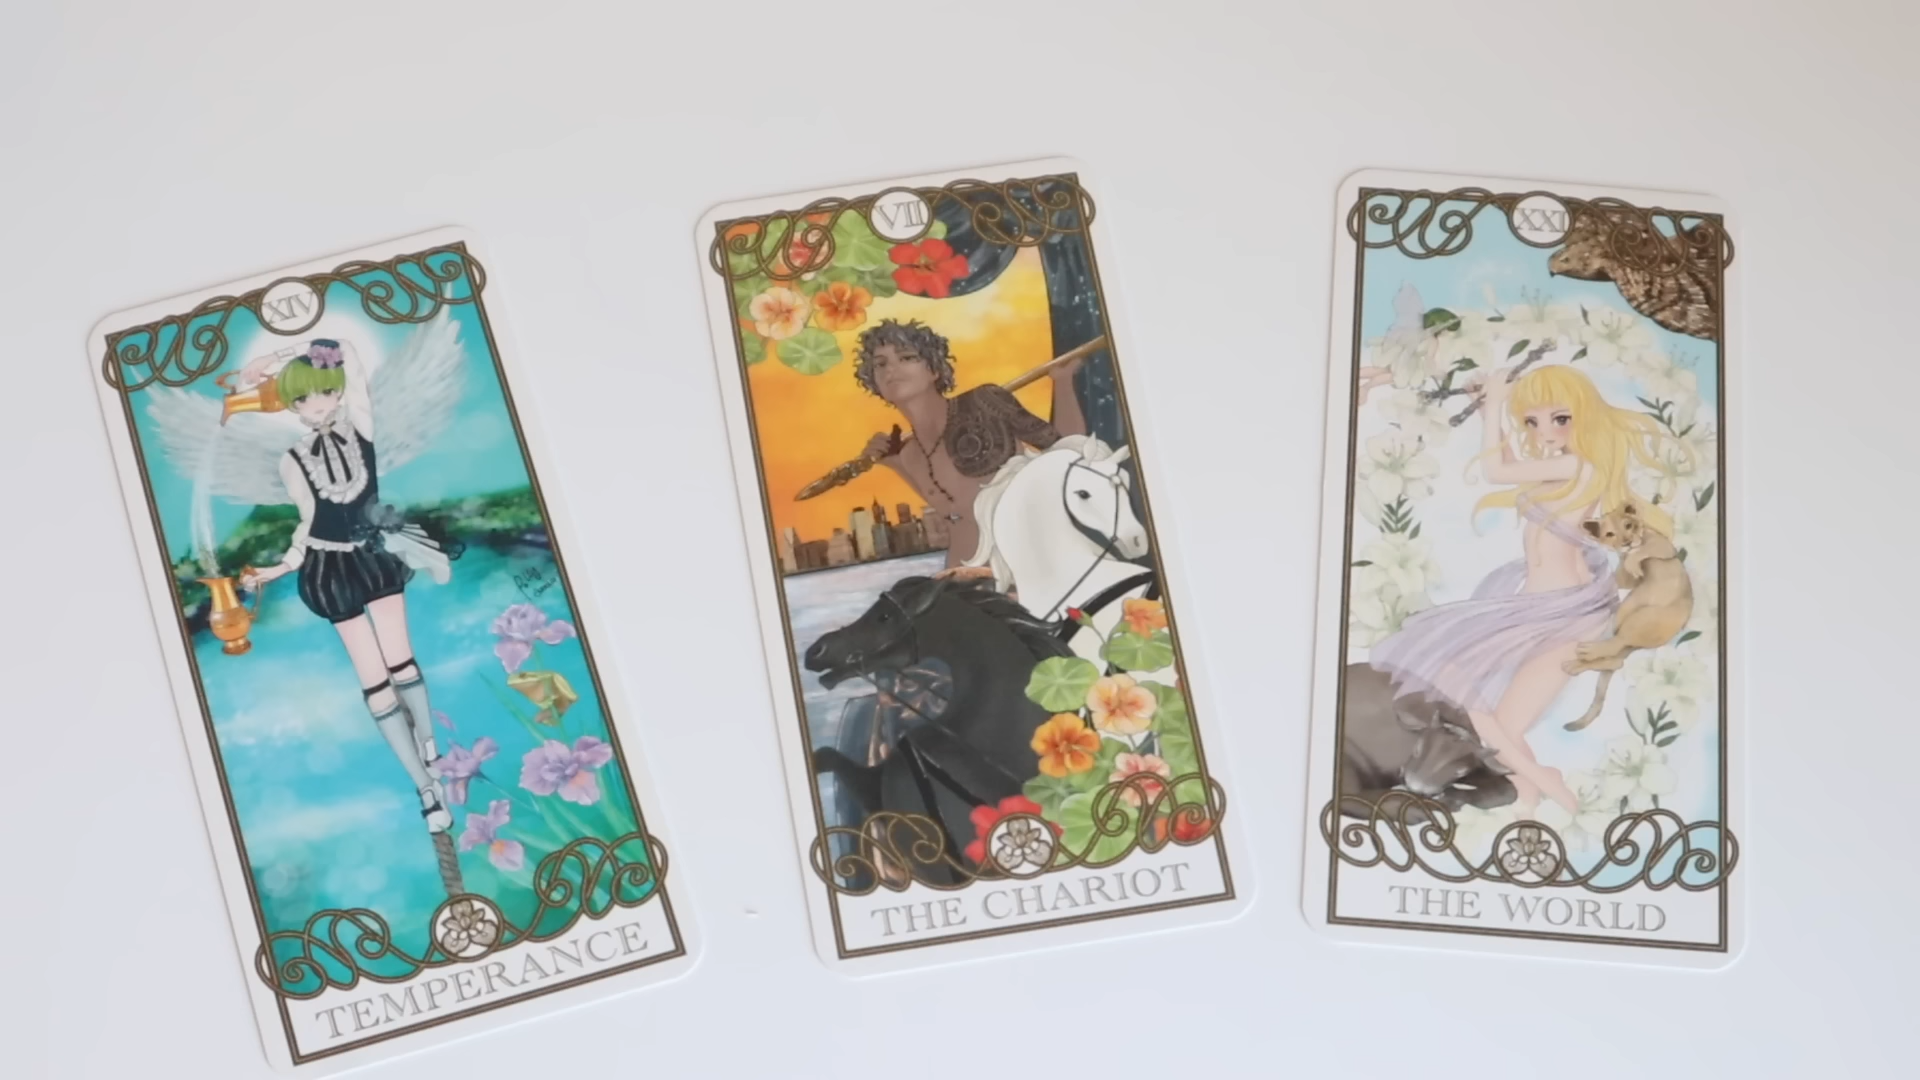 XIV
TEMPERANCE
VII
THE CHARIOT
XXI
THE WORLD